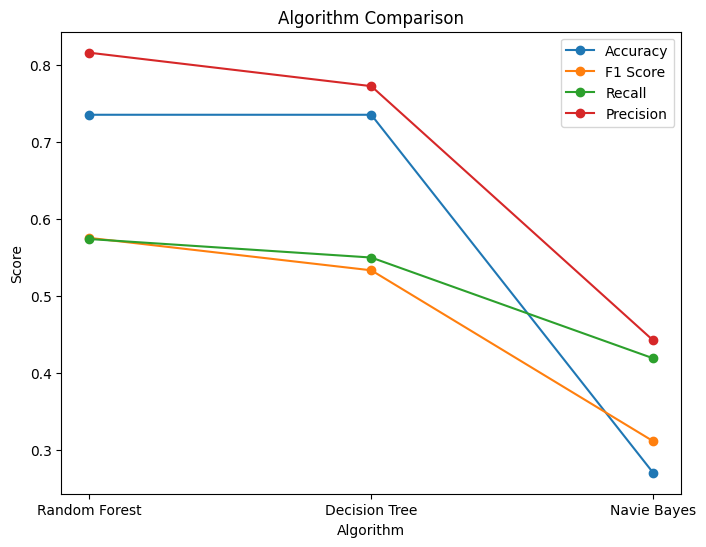 Algorithm Comparison
Accuracy
F1 Score
Recall
Precision
Score
0.8
0.7
0.6
0.5
0.4
0.3
Random Forest
Decision Tree
Navie Bayes
Algorithm